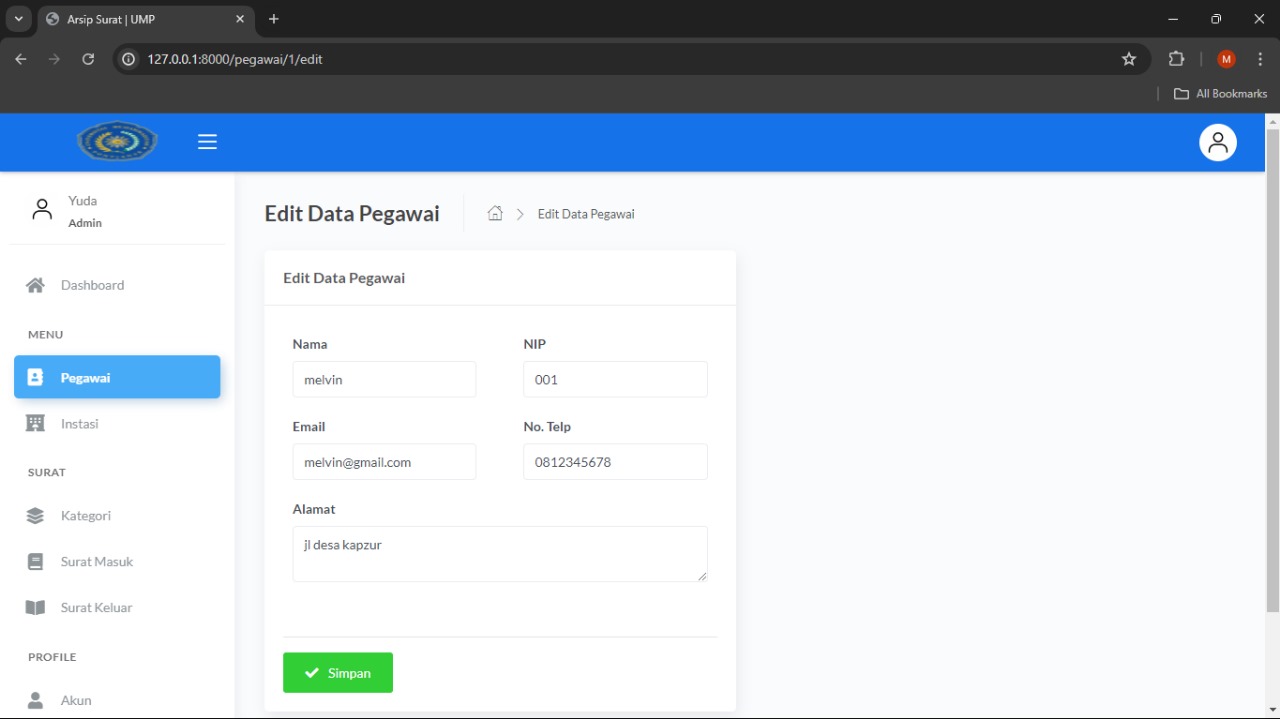 Arsip Surat | UMP
127.0.0.1:8000/pegawai/1/edit
M
All Bookmarks
Yuda
Admin
Dashboard
MENU
Pegawai
Instasi
SURAT
Kategori
Surat Masuk
Surat Keluar
PROFILE
Akun
Edit Data Pegawai
Edit Data Pegawai
Edit Data Pegawai
Nama
NIP
melvin
001
Email
No. Telp
melvin@gmail.com
0812345678
Alamat
jl desa kapzur
Simpan